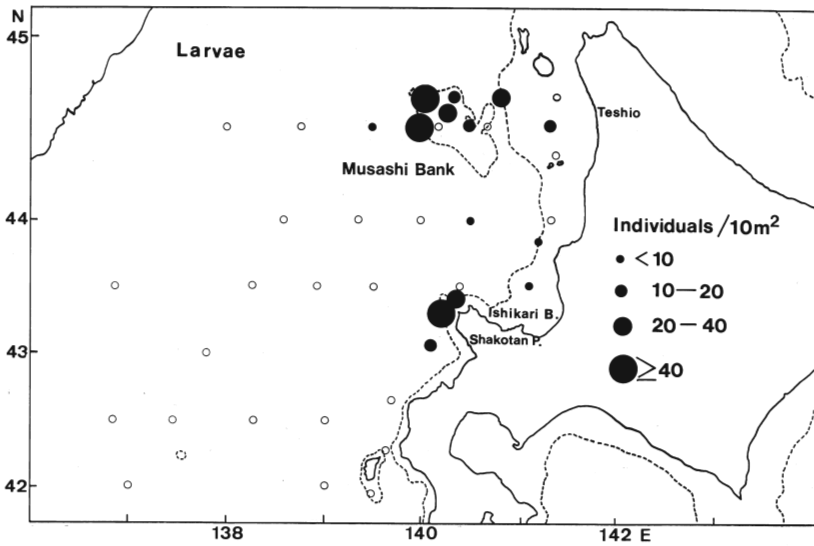 N
45
Larvae
Teshio
Musashi Bank
44
Individuals /10m²
<10
10—20
20—40
≥40
Ishikari B.
Shakotan P.
43
42
138
140
142 E